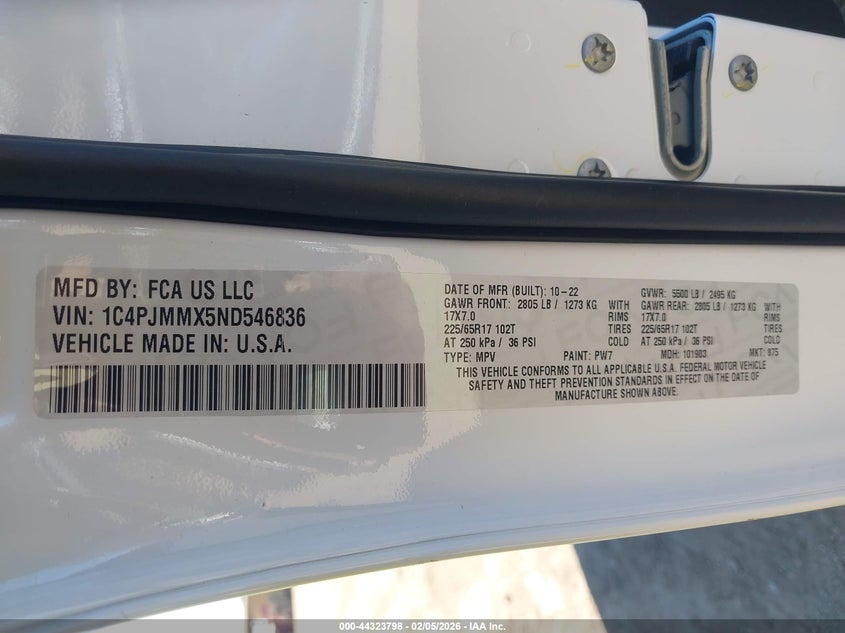 MFD BY: FCA US LLC
VIN: 1C4PJMMX5ND546836
VEHICLE MADE IN: U.S.A.
DATE OF MFR (BUILT): 10-22 GVWR: 5500 LB / 2495 KG
GAWR FRONT: 2805 LB / 1273 KG WITH GAWR REAR: 2805 LB / 1273 KG WITH
17X7.0 RIMS 17X7.0 RIMS
225/65R17 102T TIRES 225/65R17 102T TIRES
AT 250 kPa / 36 PSI COLD AT 250 kPa / 36 PSI COLD
TYPE: MPV PAINT: PW7 MDH: 101983 MKT: 875
THIS VEHICLE CONFORMS TO ALL APPLICABLE U.S.A. FEDERAL MOTOR VEHICLE
SAFETY AND THEFT PREVENTION STANDARDS IN EFFECT ON THE DATE OF
MANUFACTURE SHOWN ABOVE.
000-44323798 - 02/05/2026 - IAA Inc.